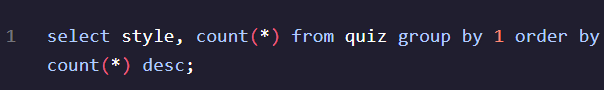 1 select style, count(*) from quiz group by 1 order by
count(*) desc;